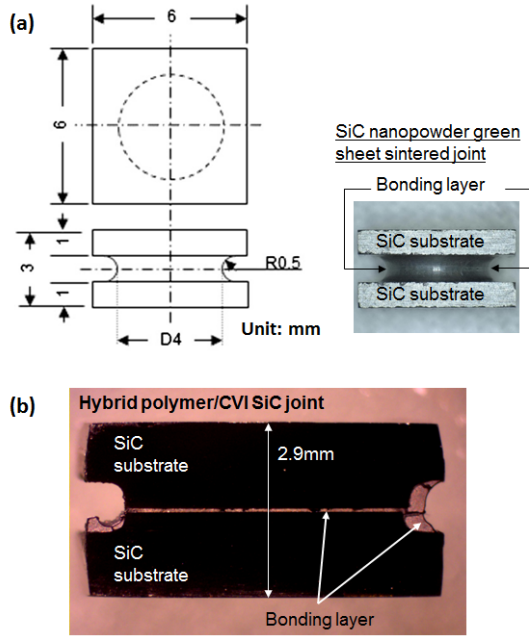 (a)
6
6
SiC nanopowder green
sheet sintered joint
Bonding layer
SiC substrate
SiC substrate
1
3
1
R0.5
Unit: mm
D4
(b)
Hybrid polymer/CVI SiC joint
SiC
substrate
2.9mm
SiC
substrate
Bonding layer